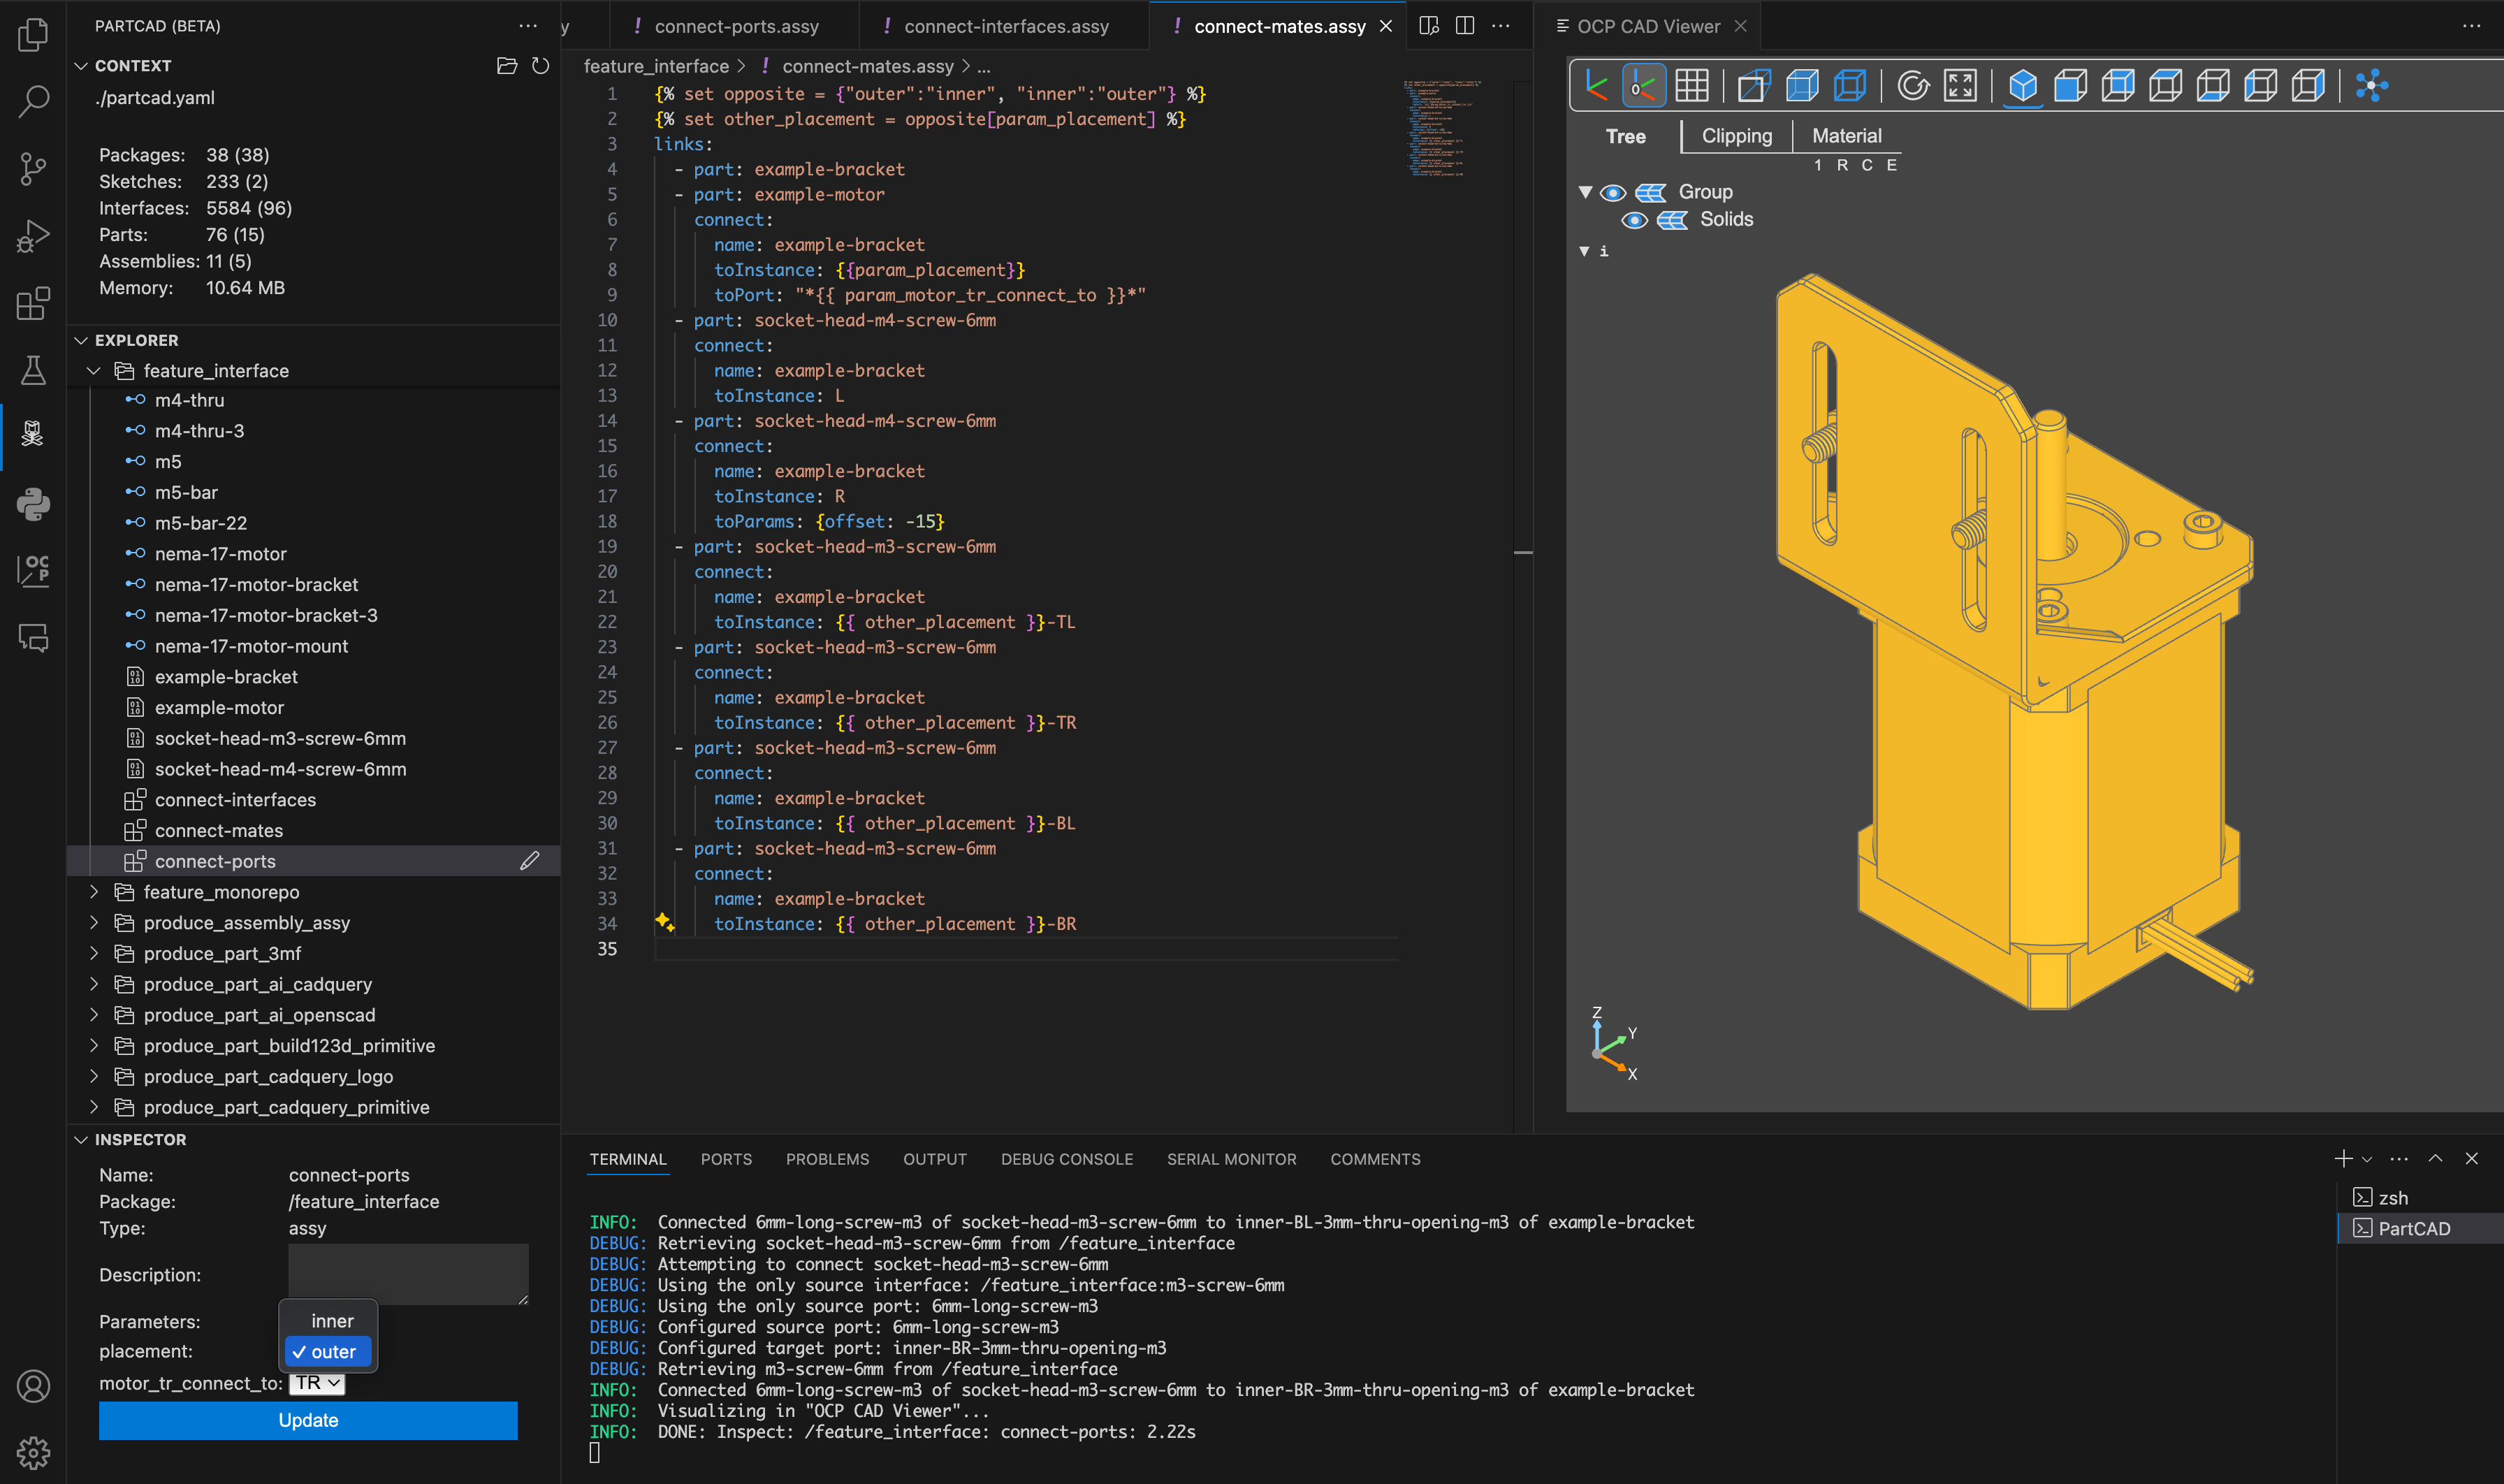 PARTCAD (BETA)
CONTEXT
./partcad.yaml
Packages: 38 (38)
Sketches: 233 (2)
Interfaces: 5584 (96)
Parts: 76 (15)
Assemblies: 11 (5)
Memory: 10.64 MB
EXPLORER
feature_interface
m4-thru
m4-thru-3
m5
m5-bar
m5-bar-22
nema-17-motor
nema-17-motor-bracket
nema-17-motor-bracket-3
nema-17-motor-mount
example-bracket
example-motor
socket-head-m3-screw-6mm
socket-head-m4-screw-6mm
connect-interfaces
connect-mates
connect-ports
feature_monorepo
produce_assembly_assy
produce_part_3mf
produce_part_ai_cadquery
produce_part_ai_openscad
produce_part_build123d_primitive
produce_part_cadquery_logo
produce_part_cadquery_primitive
INSPECTOR
Name: connect-ports
Package: /feature_interface
Type: assy
Description:
Parameters:
inner
placement: ✓ outer
motor_tr_connect_to: TR
Update
y ! connect-ports.assy ! connect-interfaces.assy ! connect-mates.assy
feature_interface > ! connect-mates.assy > ...
1 {% set opposite = {"outer":"inner", "inner":"outer"} %}
2 {% set other_placement = opposite[param_placement] %}
3 links:
4 - part: example-bracket
5 - part: example-motor
6 connect:
7 name: example-bracket
8 toInstance: {{param_placement}}
9 toPort: "*{{ param_motor_tr_connect_to }}*"
10 - part: socket-head-m4-screw-6mm
11 connect:
12 name: example-bracket
13 toInstance: L
14 - part: socket-head-m4-screw-6mm
15 connect:
16 name: example-bracket
17 toInstance: R
18 toParams: {offset: -15}
19 - part: socket-head-m3-screw-6mm
20 connect:
21 name: example-bracket
22 toInstance: {{ other_placement }}-TL
23 - part: socket-head-m3-screw-6mm
24 connect:
25 name: example-bracket
26 toInstance: {{ other_placement }}-TR
27 - part: socket-head-m3-screw-6mm
28 connect:
29 name: example-bracket
30 toInstance: {{ other_placement }}-BL
31 - part: socket-head-m3-screw-6mm
32 connect:
33 name: example-bracket
34 toInstance: {{ other_placement }}-BR
35
OCP CAD Viewer
Tree Clipping Material
1 R C E
Group
Solids
i
Z
Y
X
TERMINAL PORTS PROBLEMS OUTPUT DEBUG CONSOLE SERIAL MONITOR COMMENTS
INFO: Connected 6mm-long-screw-m3 of socket-head-m3-screw-6mm to inner-BL-3mm-thru-opening-m3 of example-bracket
DEBUG: Retrieving socket-head-m3-screw-6mm from /feature_interface
DEBUG: Attempting to connect socket-head-m3-screw-6mm
DEBUG: Using the only source interface: /feature_interface:m3-screw-6mm
DEBUG: Using the only source port: 6mm-long-screw-m3
DEBUG: Configured source port: 6mm-long-screw-m3
DEBUG: Configured target port: inner-BR-3mm-thru-opening-m3
DEBUG: Retrieving m3-screw-6mm from /feature_interface
INFO: Connected 6mm-long-screw-m3 of socket-head-m3-screw-6mm to inner-BR-3mm-thru-opening-m3 of example-bracket
INFO: Visualizing in "OCP CAD Viewer"...
INFO: DONE: Inspect: /feature_interface: connect-ports: 2.22s
zsh
PartCAD